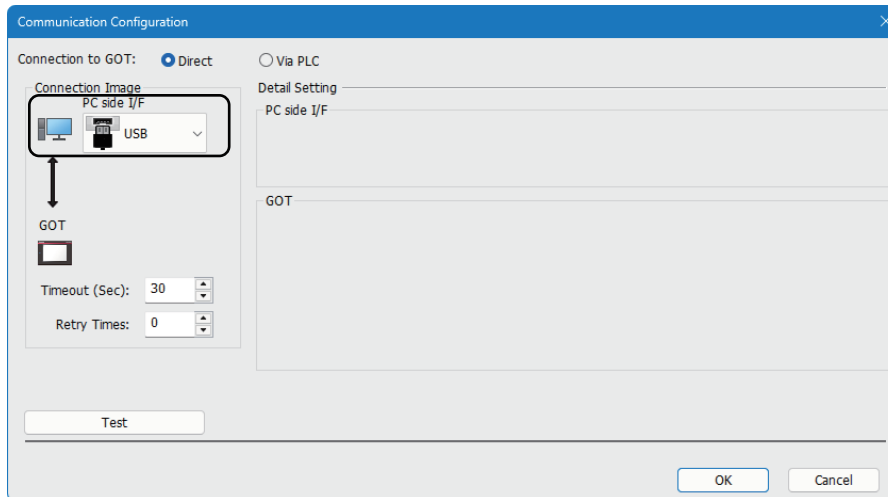 Communication Configuration
Connection to GOT: Direct Via PLC
Connection Image
PC side I/F
USB
GOT
Timeout (Sec): 30
Retry Times: 0
Detail Setting
PC side I/F
GOT
Test
OK Cancel